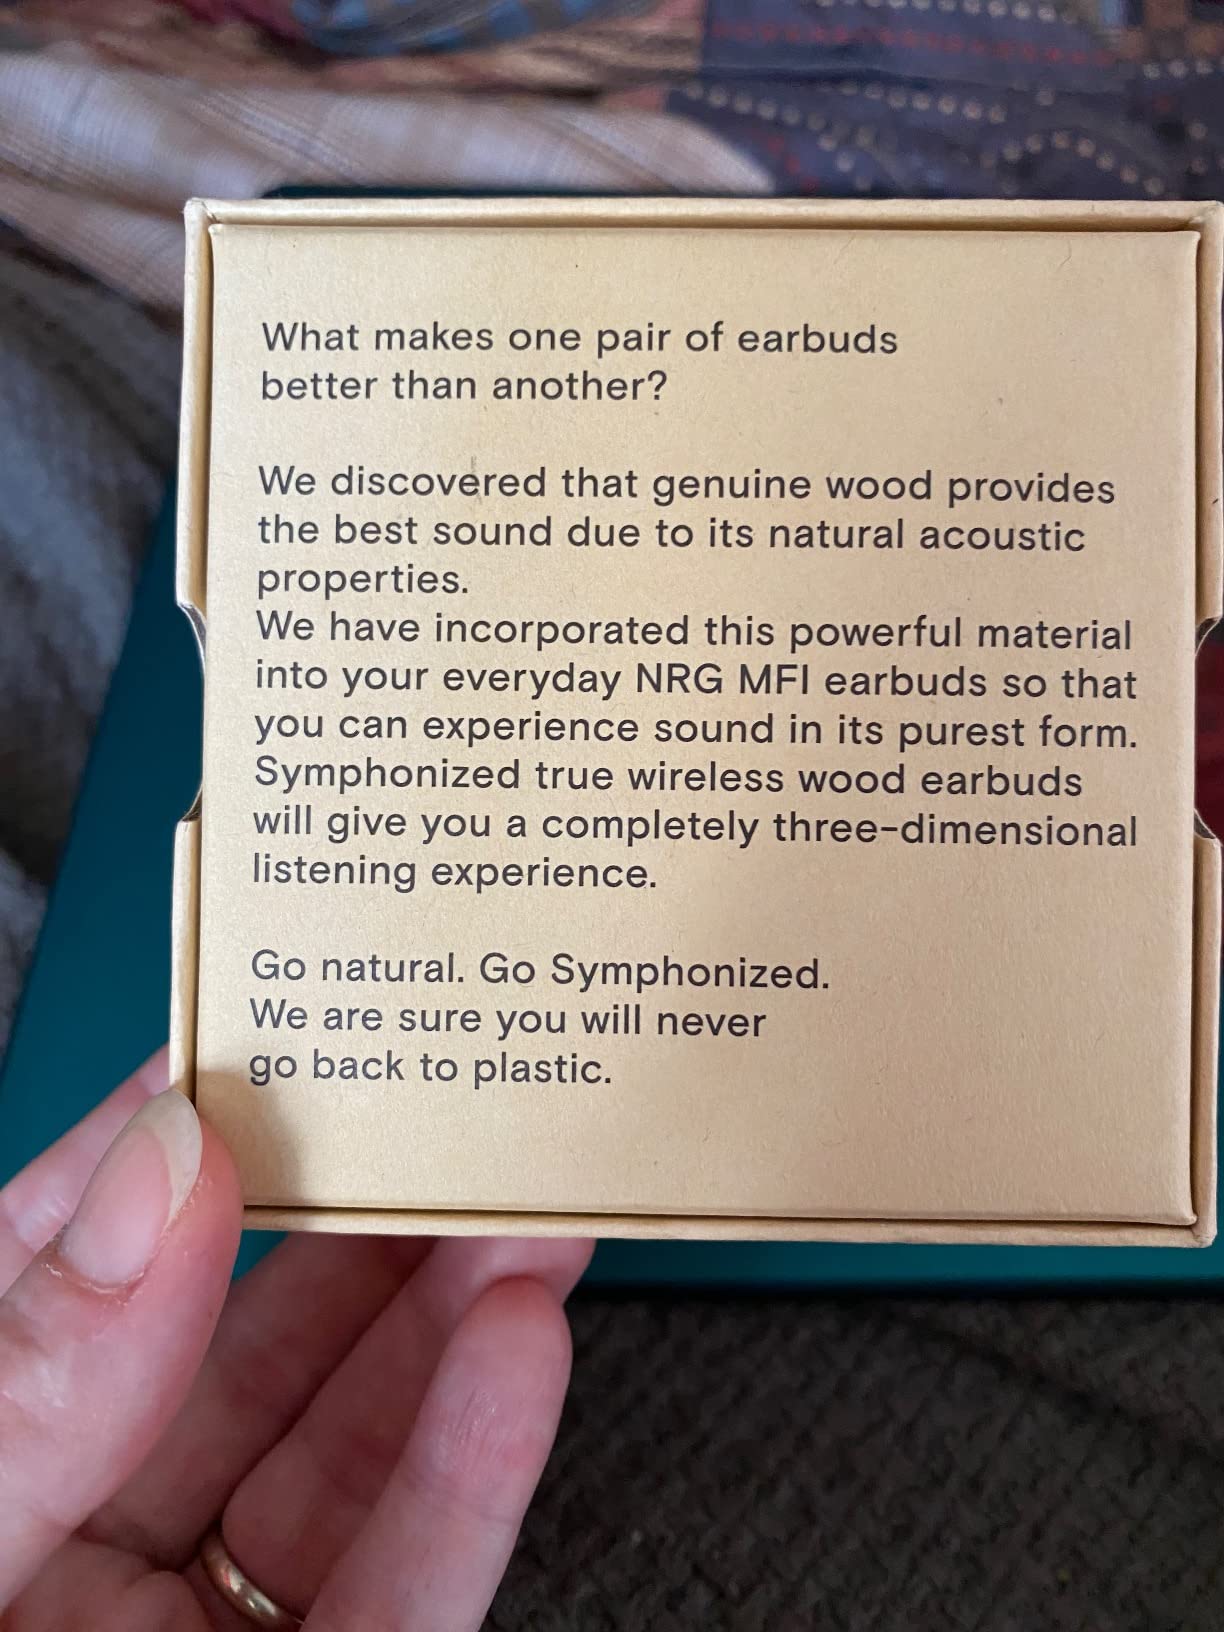 What makes one pair of earbuds
better than another?
We discovered that genuine wood provides
the best sound due to its natural acoustic
properties.
We have incorporated this powerful material
into your everyday NRG MFI earbuds so that
you can experience sound in its purest form.
Symphonized true wireless wood earbuds
will give you a completely three-dimensional
listening experience.
Go natural. Go Symphonized.
We are sure you will never
go back to plastic.